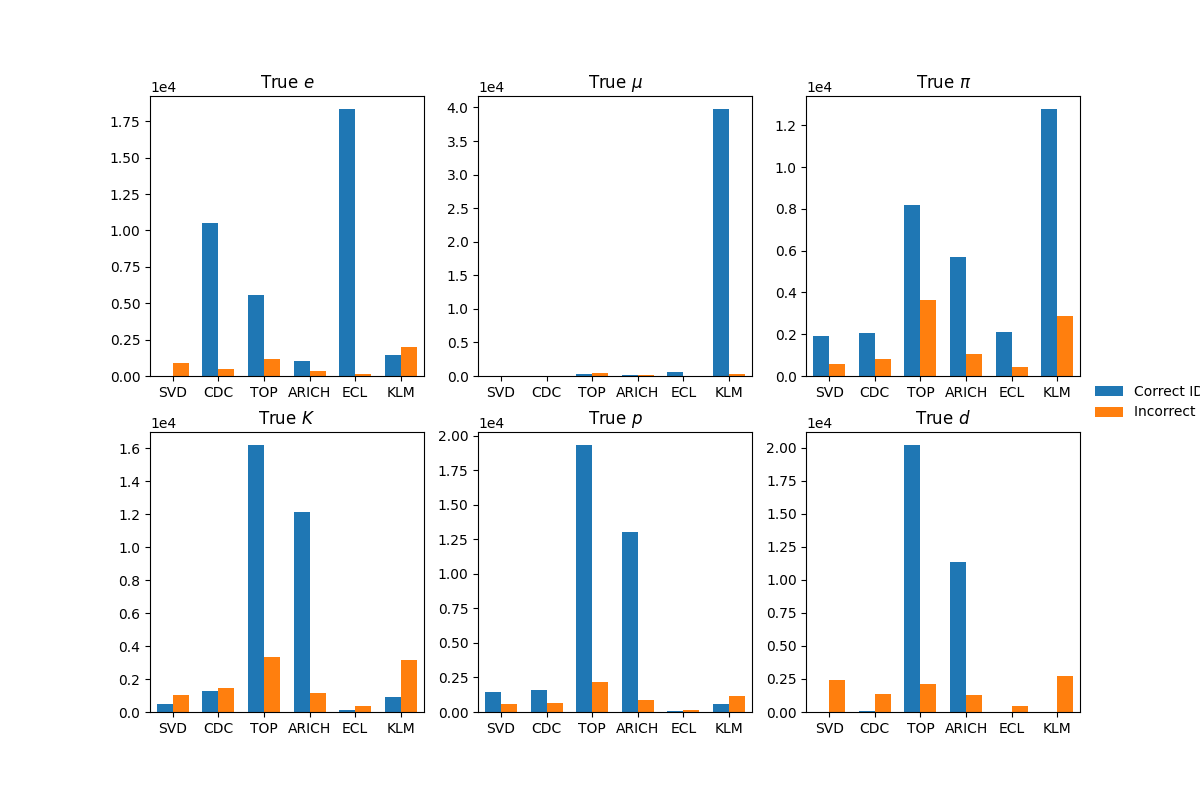 True e
1e4
1.75
1.50
1.25
1.00
0.75
0.50
0.25
0.00
SVD CDC TOP ARICH ECL KLM
True μ
1e4
4.0
3.5
3.0
2.5
2.0
1.5
1.0
0.5
0.0
SVD CDC TOP ARICH ECL KLM
True π
1e4
1.2
1.0
0.8
0.6
0.4
0.2
0.0
SVD CDC TOP ARICH ECL KLM
Correct ID
Incorrect
True K
1e4
1.6
1.4
1.2
1.0
0.8
0.6
0.4
0.2
0.0
SVD CDC TOP ARICH ECL KLM
True p
1e4
2.00
1.75
1.50
1.25
1.00
0.75
0.50
0.25
0.00
SVD CDC TOP ARICH ECL KLM
True d
1e4
2.00
1.75
1.50
1.25
1.00
0.75
0.50
0.25
0.00
SVD CDC TOP ARICH ECL KLM